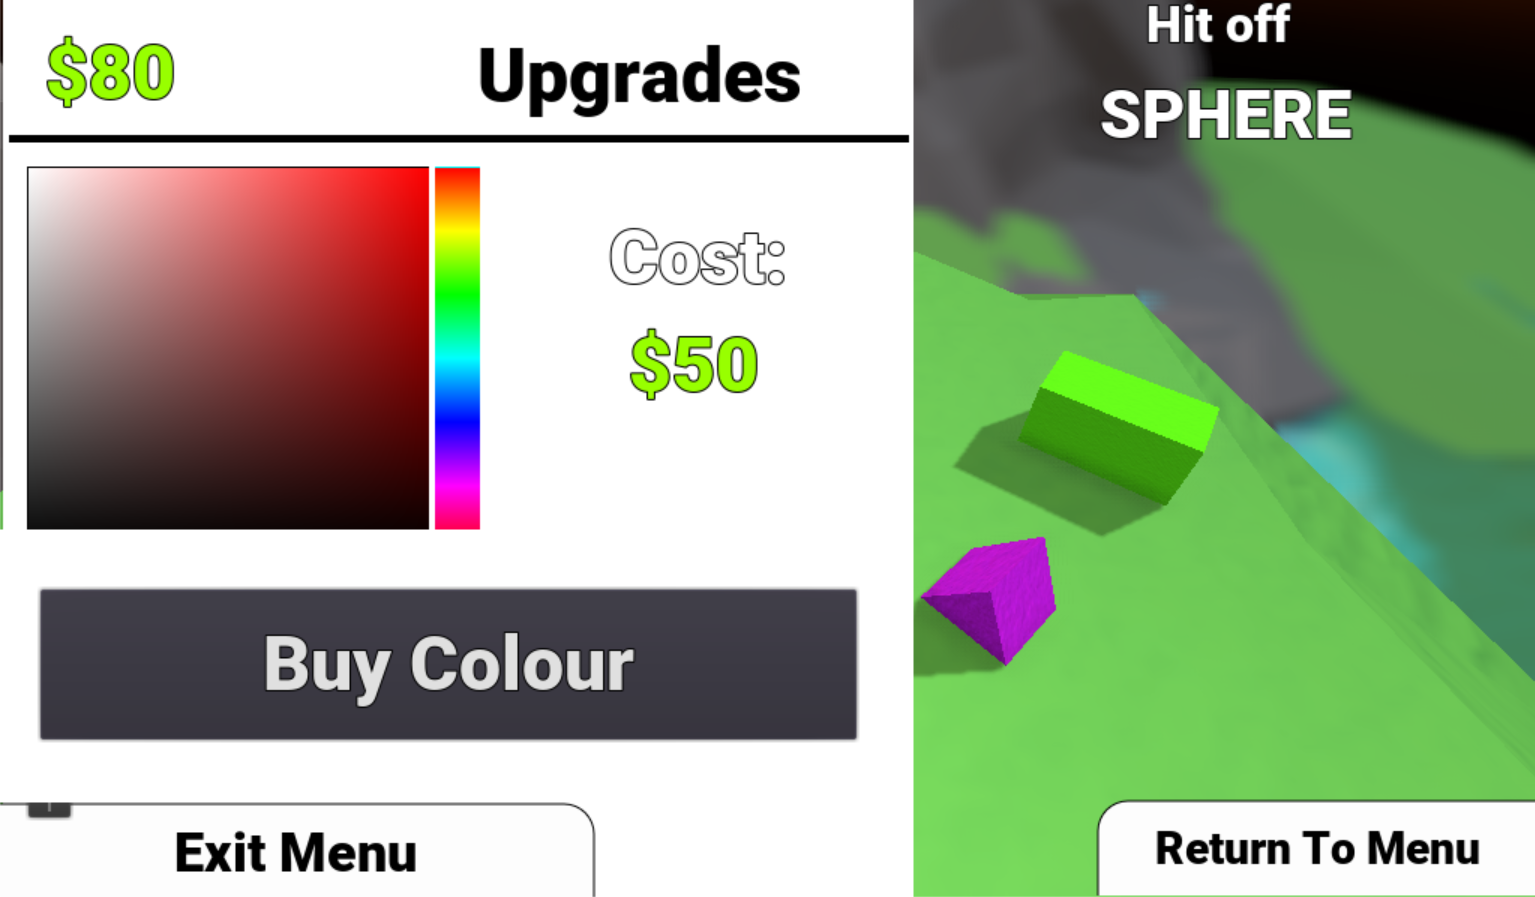 $80
Upgrades
Cost:
$50
Buy Colour
Exit Menu
Hit off
SPHERE
Return To Menu